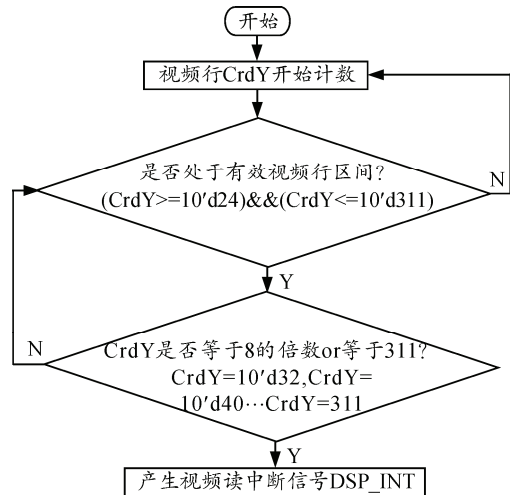 开始
视频行CrdY开始计数
是否处于有效视频行区间?
(CrdY>=10′d24)&&(CrdY<=10′d311)
N
Y
N
CrdY是否等于8的倍数or等于311?
CrdY=10′d32,CrdY=
10′d40···CrdY=311
Y
产生视频读中断信号DSP_INT